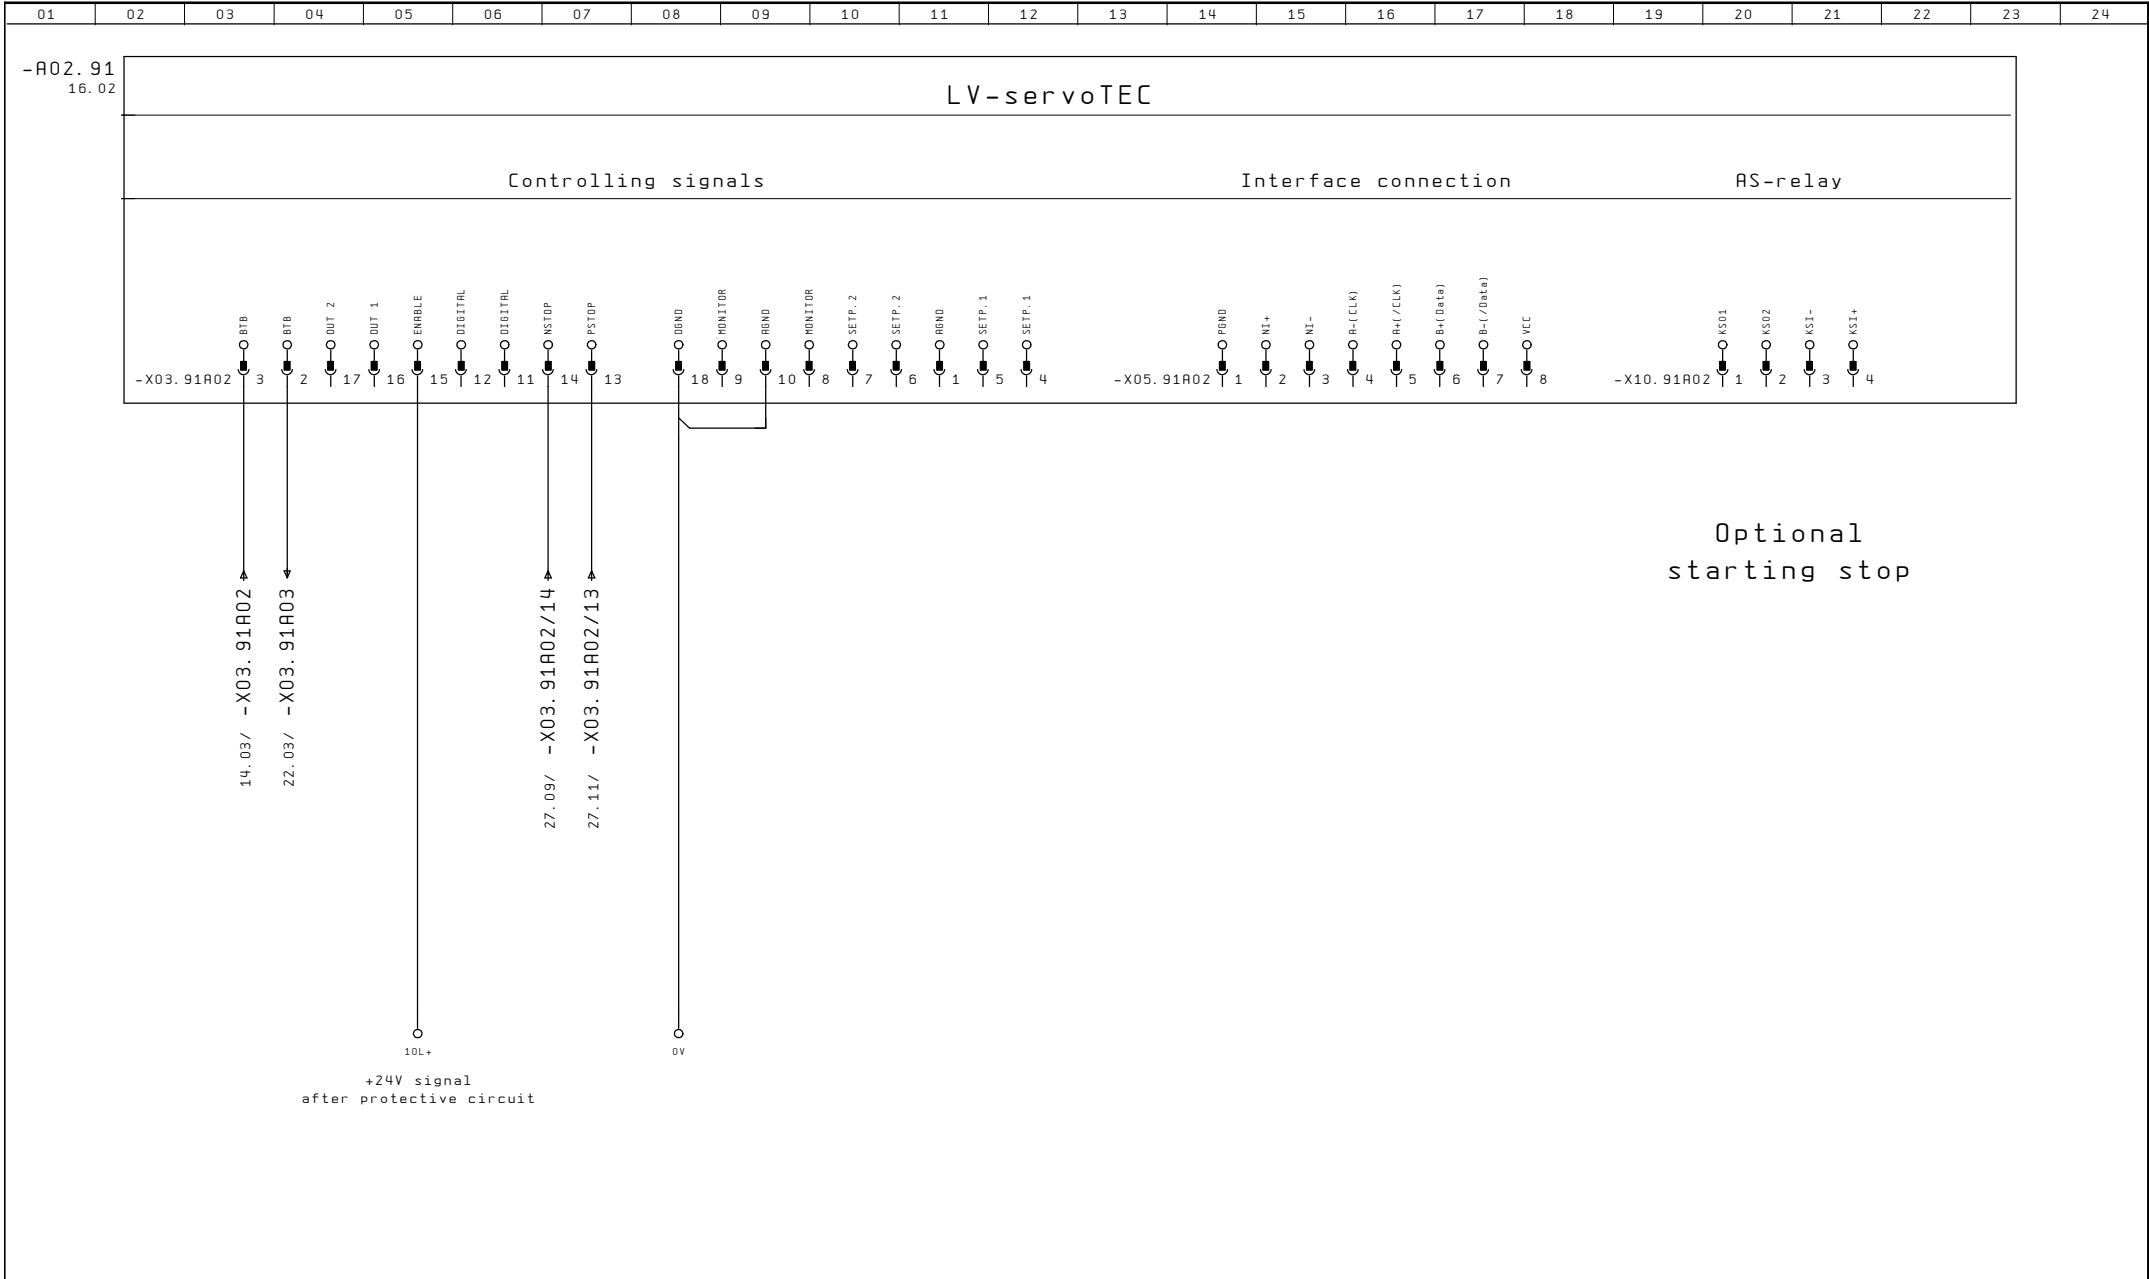 01 02 03 04 05 06 07 08 09 10 11 12 13 14 15 16 17 18 19 20 21 22 23 24
-A02.91
16.02
LV-servoTEC
Controlling signals Interface connection AS-relay
BTB BTB OUT 2 OUT 1 ENABLE DIGITAL DIGITAL NSTOP PSTOP DGND MONITOR AGND MONITOR SETP.2 SETP.2 AGND SETP.1 SETP.1 PGND NI+ NI- A-(CLK) A+(/CLK) B+(Data) B-(/Data) VCC KSO1 KSO2 KSI- KSI+
-X03.91A02 3 2 17 16 15 12 11 14 13 18 9 10 8 7 6 1 5 4 -X05.91A02 1 2 3 4 5 6 7 8 -X10.91A02 1 2 3 4
Optional
starting stop
14.03/ -X03.91A02
22.03/ -X03.91A03
27.09/ -X03.91A02/14
27.11/ -X03.91A02/13
10L+ 0V
+24V signal
after protective circuit